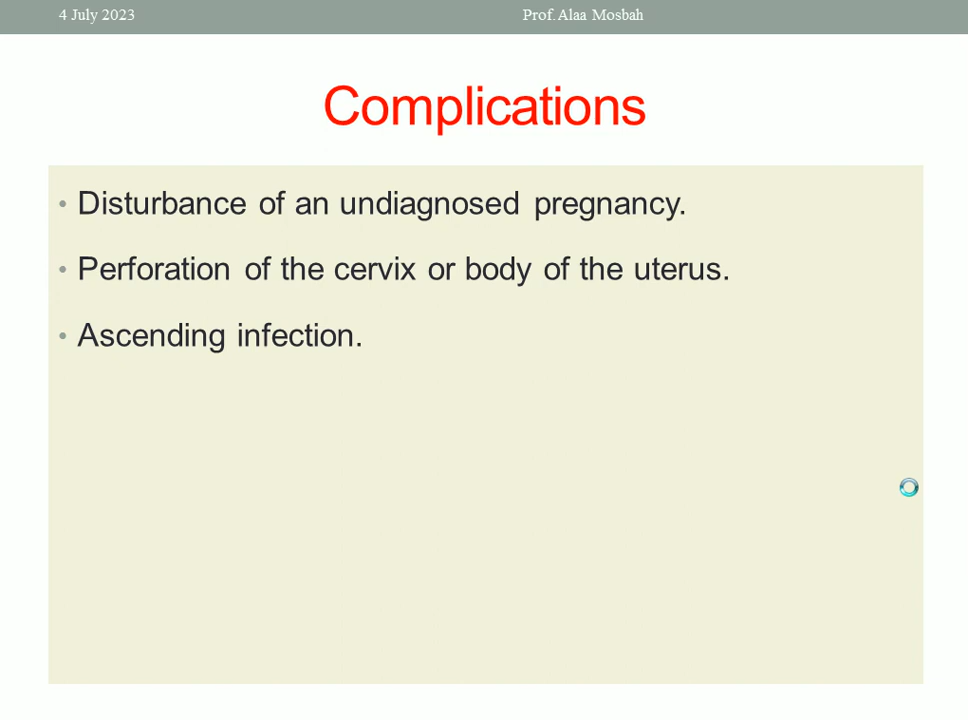 4 July 2023
Prof. Alaa Mosbah
Complications
• Disturbance of an undiagnosed pregnancy.
• Perforation of the cervix or body of the uterus.
• Ascending infection.